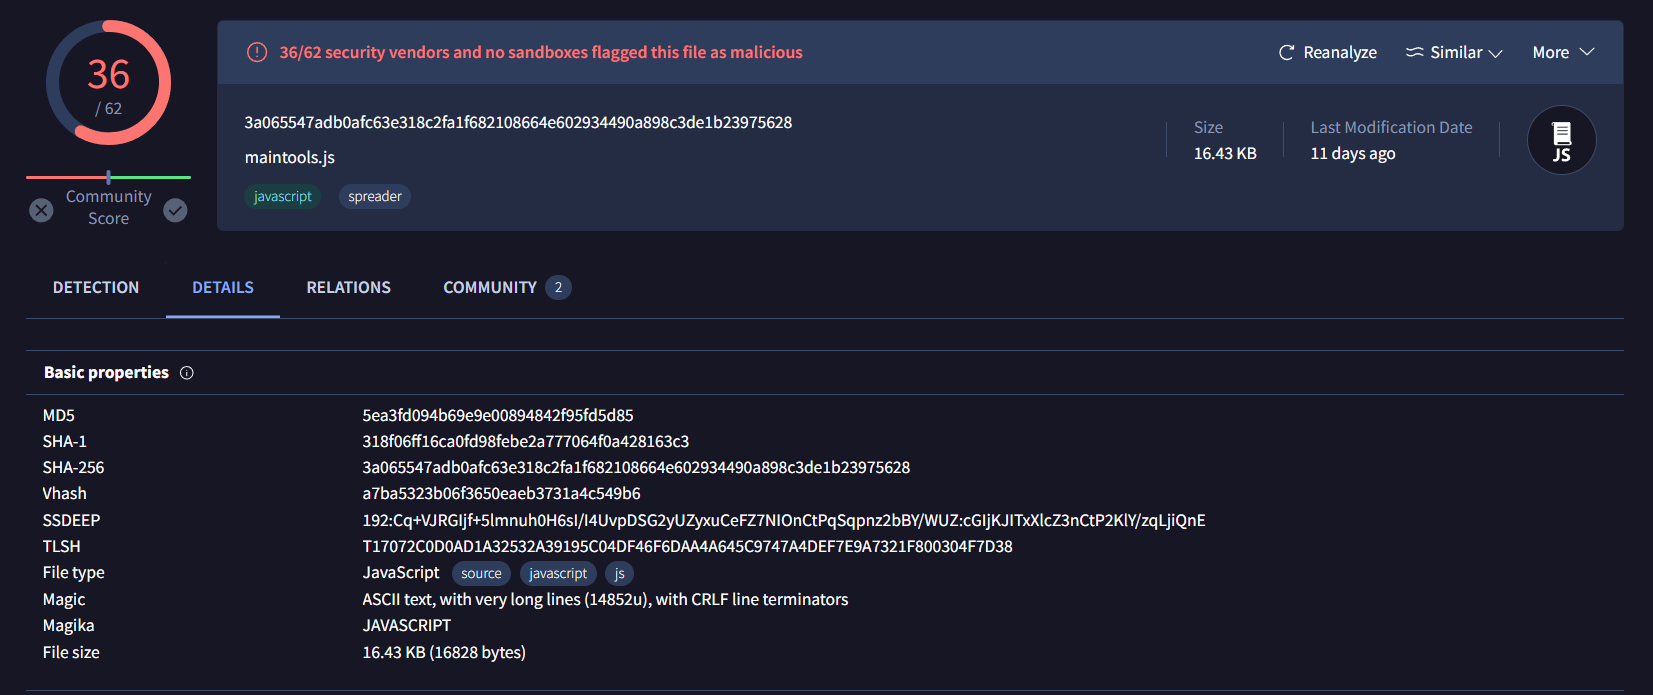 36
/ 62
Community
Score
36/62 security vendors and no sandboxes flagged this file as malicious
Reanalyze
Similar
More
3a065547adb0afc63e318c2fa1f682108664e602934490a898c3de1b23975628
maintools.js
javascript spreader
Size
16.43 KB
Last Modification Date
11 days ago
JS
DETECTION DETAILS RELATIONS COMMUNITY 2
Basic properties
MD5 5ea3fd094b69e9e00894842f95fd5d85
SHA-1 318f06ff16ca0fd98febe2a777064f0a428163c3
SHA-256 3a065547adb0afc63e318c2fa1f682108664e602934490a898c3de1b23975628
Vhash a7ba5323b06f3650eaeb3731a4c549b6
SSDEEP 192:Cq+VJRGIjf+5lmnuh0H6sI/I4UvpDSG2yUZyxuCeFZ7NIOnCtPqSqpnz2bBY/WUZ:cGIjKJITxXlcZ3nCtP2KlY/zqLjiQnE
TLSH T17072C0D0AD1A32532A39195C04DF46F6DAA4A645C9747A4DEF7E9A7321F800304F7D38
File type JavaScript source javascript js
Magic ASCII text, with very long lines (14852u), with CRLF line terminators
Magika JAVASCRIPT
File size 16.43 KB (16828 bytes)